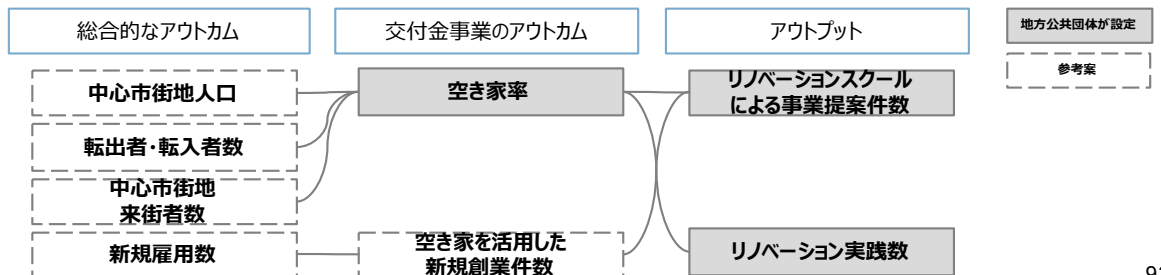 総合的なアウトカム
交付金事業のアウトカム
アウトプット
地方公共団体が設定
参考案
中心市街地人口
空き家率
リノベーションスクール
による事業提案件数
転出者・転入者数
中心市街地
来街者数
新規雇用数
空き家を活用した
新規創業件数
リノベーション実践数